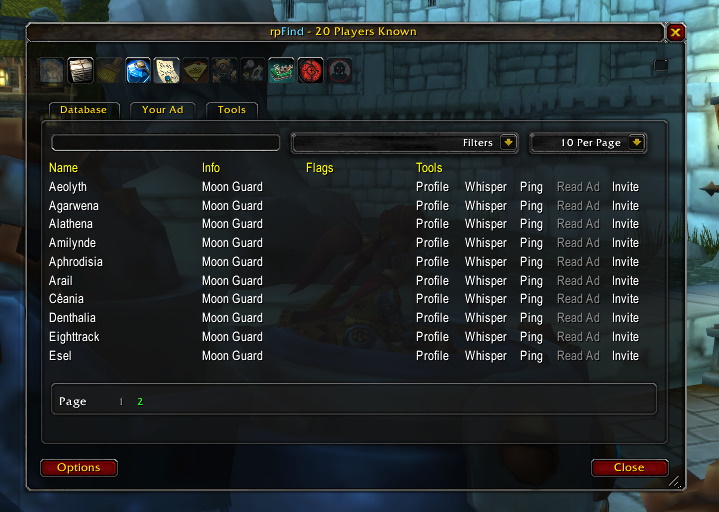 rpFind - 20 Players Known
Database Your Ad Tools
Filters 10 Per Page
Name Info Flags Tools
Aeolyth Moon Guard Profile Whisper Ping Read Ad Invite
Agarwena Moon Guard Profile Whisper Ping Read Ad Invite
Alathena Moon Guard Profile Whisper Ping Read Ad Invite
Amilynde Moon Guard Profile Whisper Ping Read Ad Invite
Aphrodisia Moon Guard Profile Whisper Ping Read Ad Invite
Arail Moon Guard Profile Whisper Ping Read Ad Invite
Cêania Moon Guard Profile Whisper Ping Read Ad Invite
Denthalia Moon Guard Profile Whisper Ping Read Ad Invite
Eighttrack Moon Guard Profile Whisper Ping Read Ad Invite
Esel Moon Guard Profile Whisper Ping Read Ad Invite
Page 1 2
Options Close